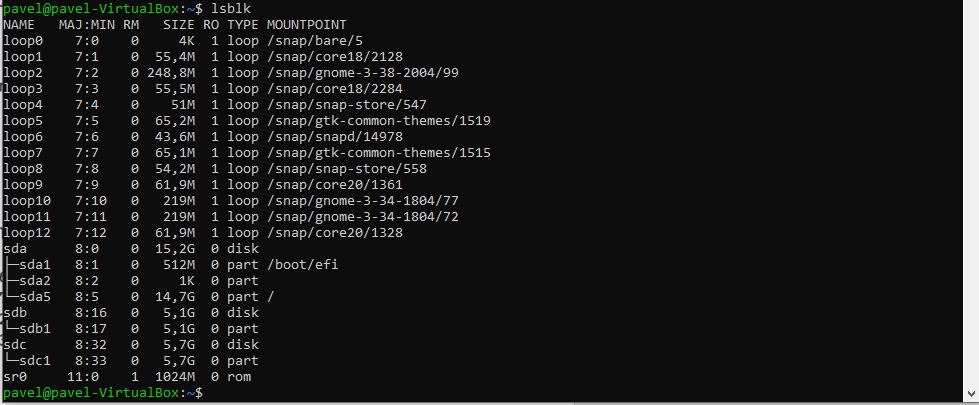 pavel@pavel-VirtualBox:~$ lsblk
NAME   MAJ:MIN RM   SIZE RO TYPE MOUNTPOINT
loop0    7:0    0     4K  1 loop /snap/bare/5
loop1    7:1    0  55,4M  1 loop /snap/core18/2128
loop2    7:2    0 248,8M  1 loop /snap/gnome-3-38-2004/99
loop3    7:3    0  55,5M  1 loop /snap/core18/2284
loop4    7:4    0    51M  1 loop /snap/snap-store/547
loop5    7:5    0  65,2M  1 loop /snap/gtk-common-themes/1519
loop6    7:6    0  43,6M  1 loop /snap/snapd/14978
loop7    7:7    0  65,1M  1 loop /snap/gtk-common-themes/1515
loop8    7:8    0  54,2M  1 loop /snap/snap-store/558
loop9    7:9    0  61,9M  1 loop /snap/core20/1361
loop10   7:10   0   219M  1 loop /snap/gnome-3-34-1804/77
loop11   7:11   0   219M  1 loop /snap/gnome-3-34-1804/72
loop12   7:12   0  61,9M  1 loop /snap/core20/1328
sda      8:0    0  15,2G  0 disk
├─sda1   8:1    0   512M  0 part /boot/efi
├─sda2   8:2    0     1K  0 part
└─sda5   8:5    0  14,7G  0 part /
sdb      8:16   0   5,1G  0 disk
└─sdb1   8:17   0   5,1G  0 part
sdc      8:32   0   5,7G  0 disk
└─sdc1   8:33   0   5,7G  0 part
sr0     11:0    1  1024M  0 rom
pavel@pavel-VirtualBox:~$